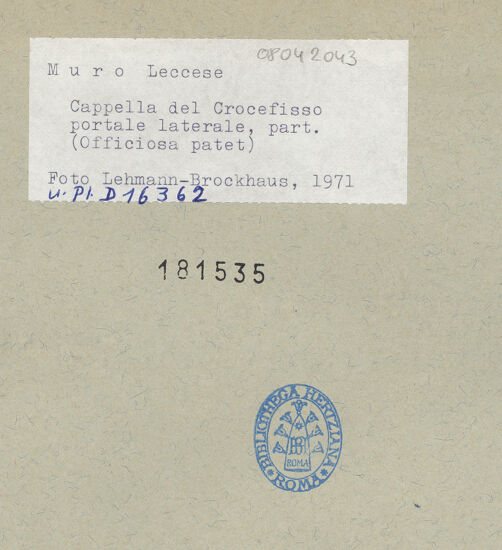 08042043
Muro Leccese
Cappella del Crocefisso
portale laterale, part.
(Officiosa patet)
Foto Lehmann-Brockhaus, 1971
u. Pl. D 16362
181535
BIBLIOTHECA HERTZIANA
ROMA
ROMA